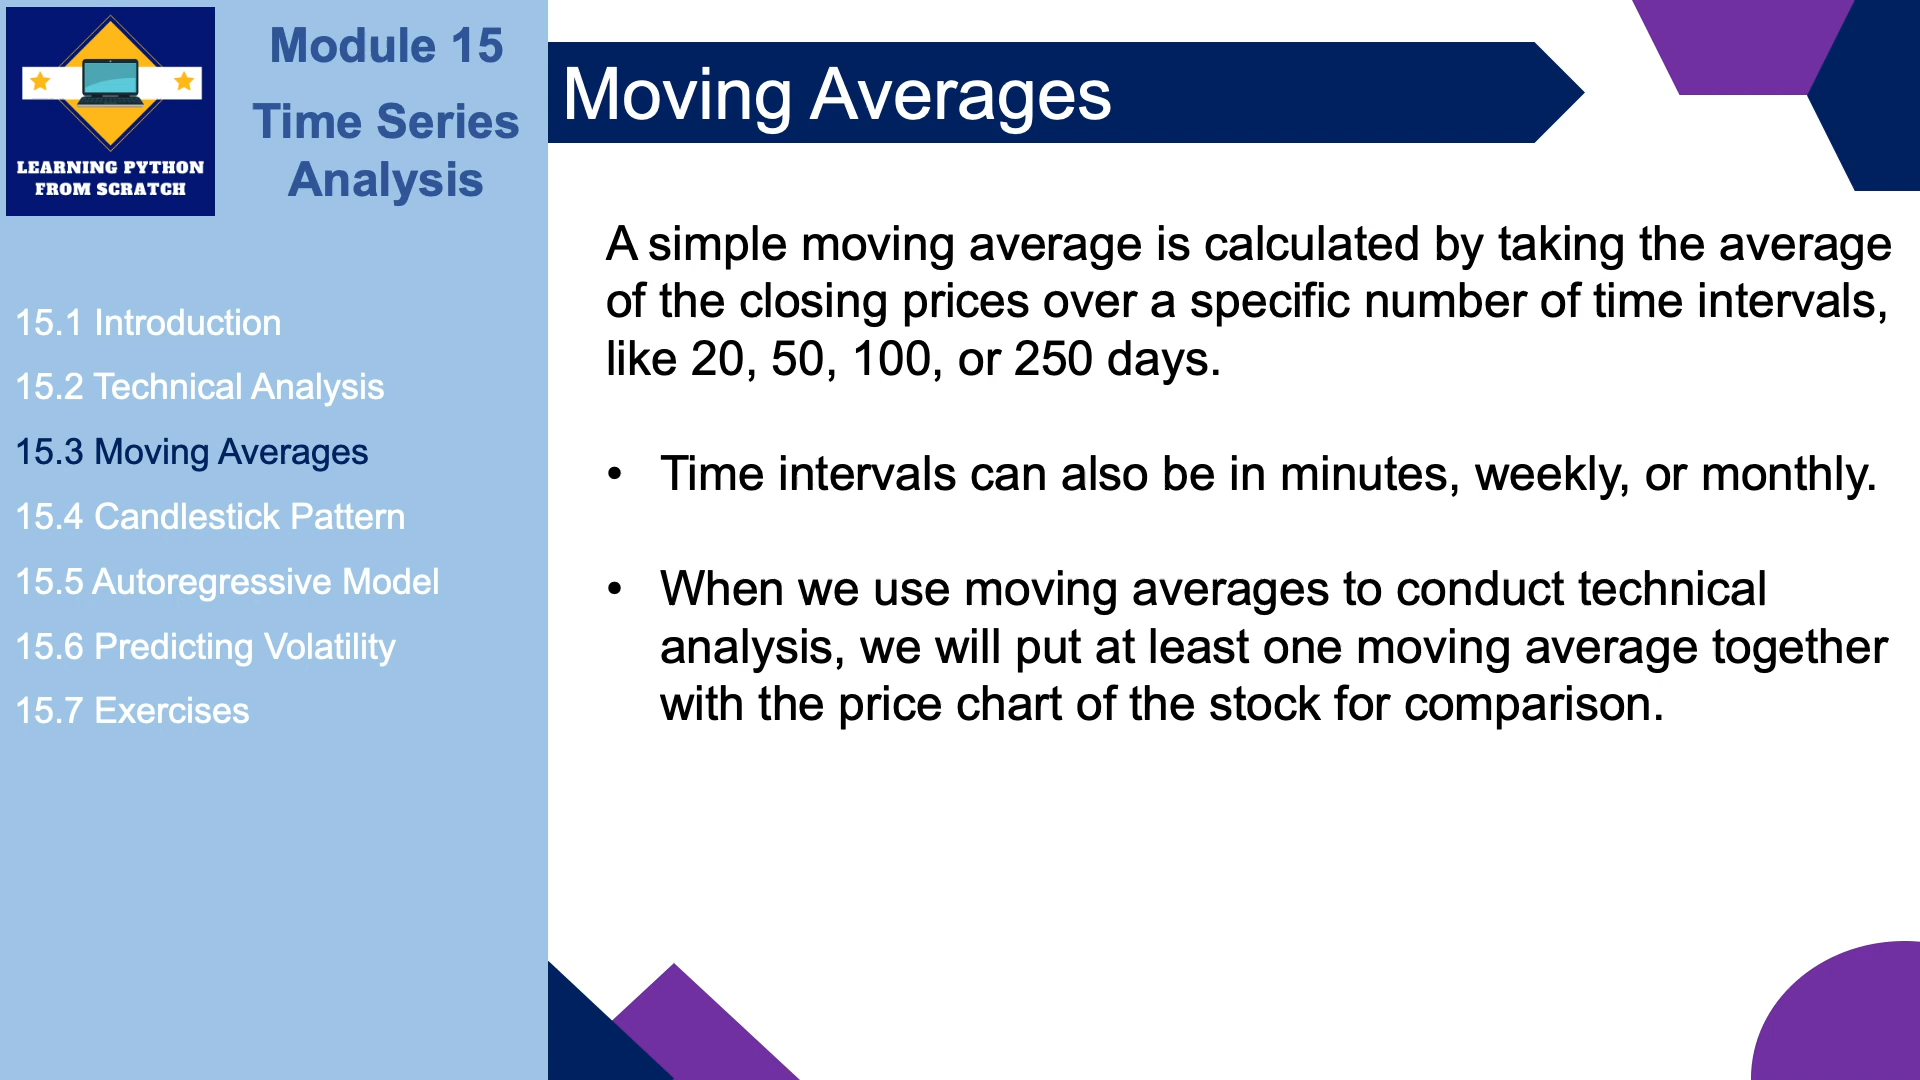 LEARNING PYTHON
FROM SCRATCH
Module 15
Time Series
Analysis
15.1 Introduction
15.2 Technical Analysis
15.3 Moving Averages
15.4 Candlestick Pattern
15.5 Autoregressive Model
15.6 Predicting Volatility
15.7 Exercises
Moving Averages
A simple moving average is calculated by taking the average
of the closing prices over a specific number of time intervals,
like 20, 50, 100, or 250 days.
• Time intervals can also be in minutes, weekly, or monthly.
• When we use moving averages to conduct technical
analysis, we will put at least one moving average together
with the price chart of the stock for comparison.